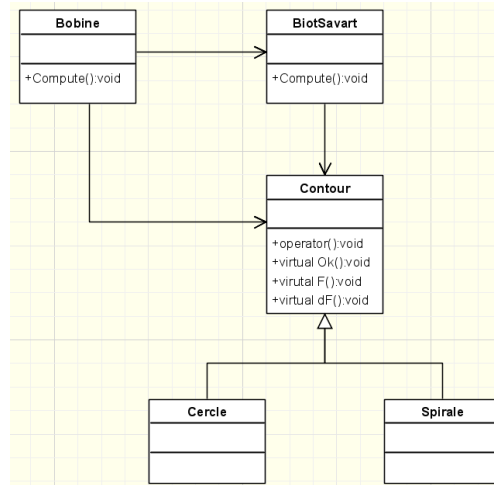 Bobine
+Compute():void
BiotSavart
+Compute():void
Contour
+operator():void
+virtual Ok():void
+virutal F():void
+virtual dF():void
Cercle
Spirale